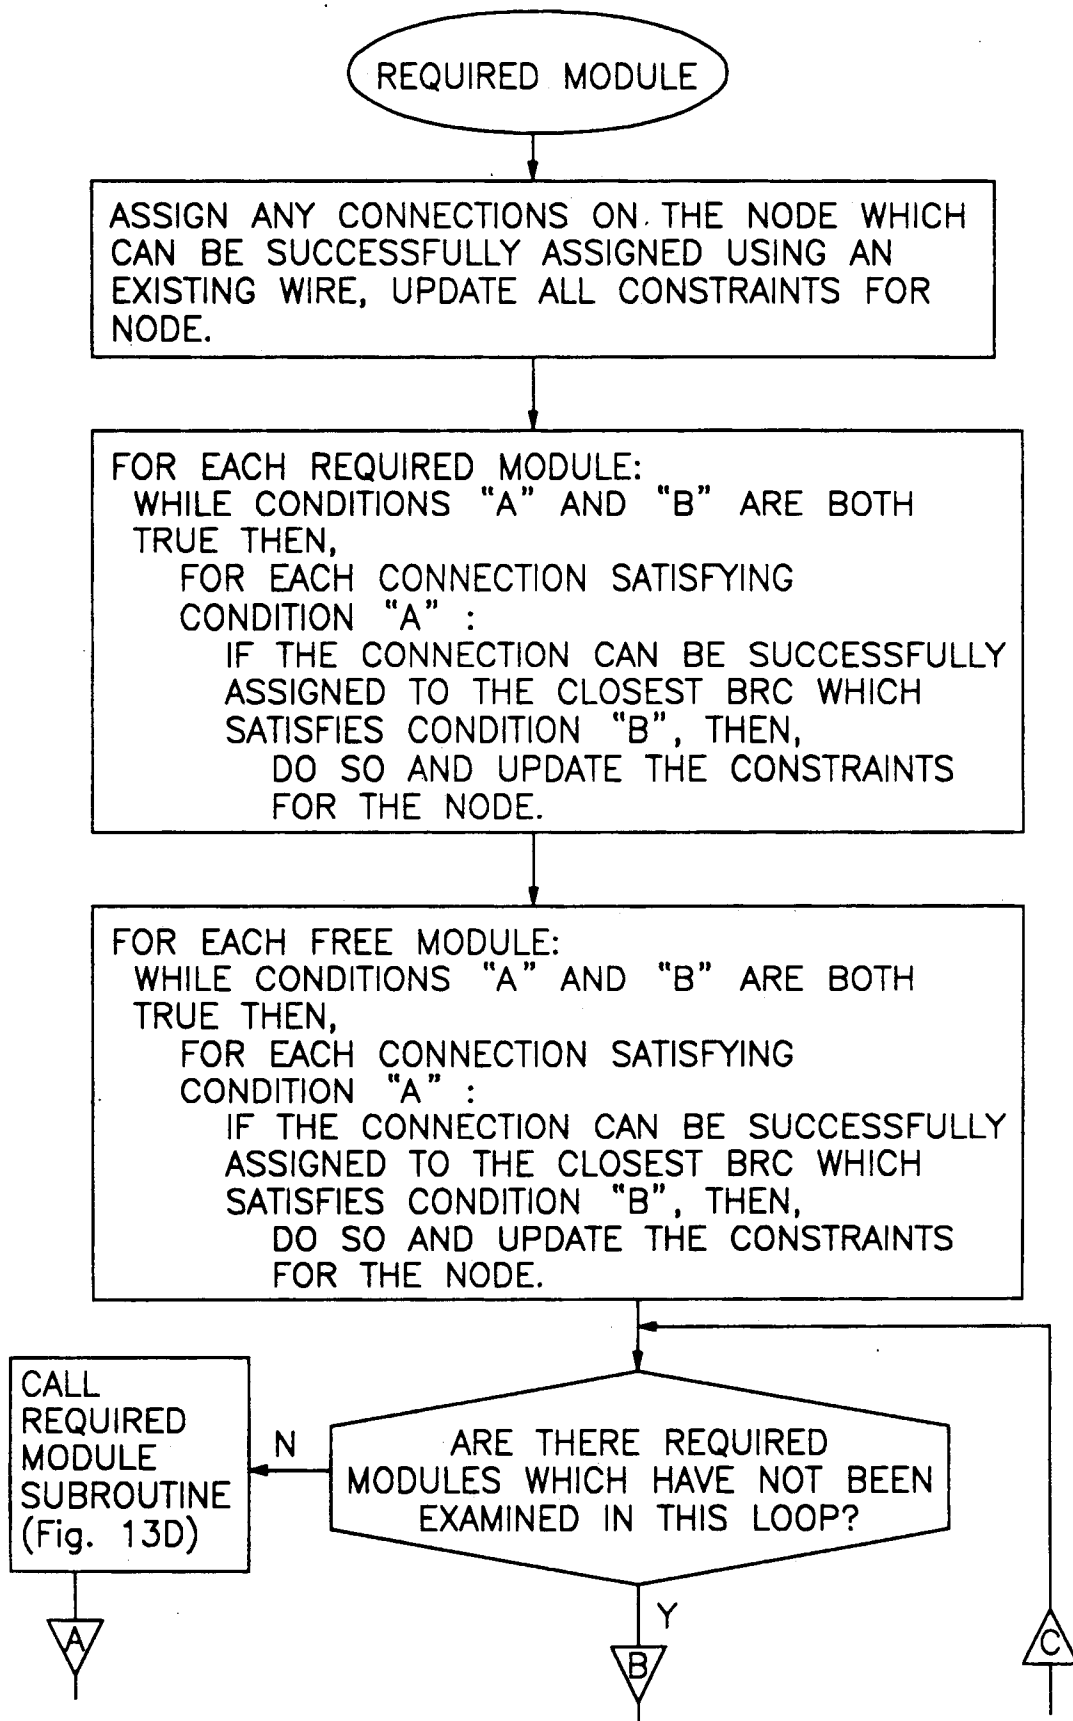 REQUIRED MODULE
ASSIGN ANY CONNECTIONS ON THE NODE WHICH
CAN BE SUCCESSFULLY ASSIGNED USING AN
EXISTING WIRE, UPDATE ALL CONSTRAINTS FOR
NODE.
FOR EACH REQUIRED MODULE:
WHILE CONDITIONS "A" AND "B" ARE BOTH
TRUE THEN,
FOR EACH CONNECTION SATISFYING
CONDITION "A" :
IF THE CONNECTION CAN BE SUCCESSFULLY
ASSIGNED TO THE CLOSEST BRC WHICH
SATISFIES CONDITION "B", THEN,
DO SO AND UPDATE THE CONSTRAINTS
FOR THE NODE.
FOR EACH FREE MODULE:
WHILE CONDITIONS "A" AND "B" ARE BOTH
TRUE THEN,
FOR EACH CONNECTION SATISFYING
CONDITION "A" :
IF THE CONNECTION CAN BE SUCCESSFULLY
ASSIGNED TO THE CLOSEST BRC WHICH
SATISFIES CONDITION "B", THEN,
DO SO AND UPDATE THE CONSTRAINTS
FOR THE NODE.
CALL
REQUIRED
MODULE
SUBROUTINE
(Fig. 13D)
N
ARE THERE REQUIRED
MODULES WHICH HAVE NOT BEEN
EXAMINED IN THIS LOOP?
Y
A
B
C